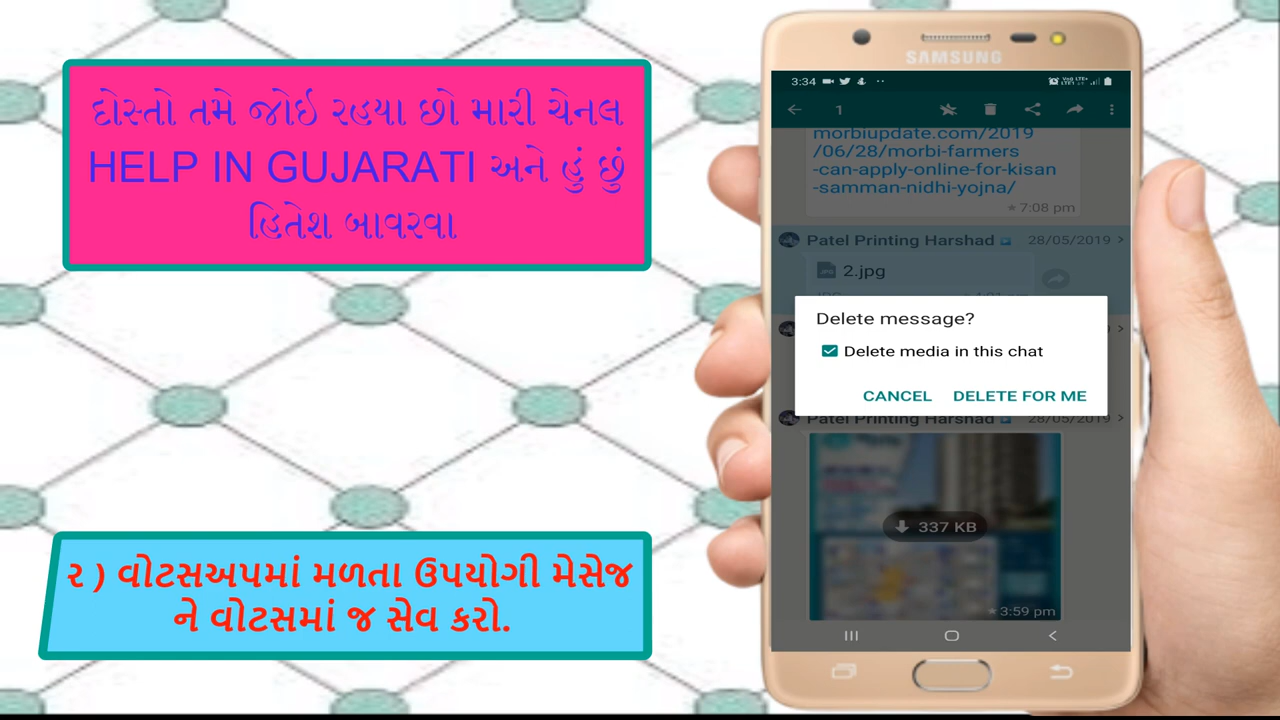 દોસ્તો તમે જોઇ રહયા છો મારી ચેનલ
HELP IN GUJARATI અને હું છું
હિતેશ બાવરવા
૨ ) વોટસઅપમાં મળતા ઉપયોગી મેસેજ
ને વોટસમાં જ સેવ કરો.
SAMSUNG
3:34
1
morbiupdate.com/2019
/06/28/morbi-farmers
-can-apply-online-for-kisan
-samman-nidhi-yojna/
7:08 pm
Patel Printing Harshad 28/05/2019
2.jpg
Delete message?
Delete media in this chat
CANCEL DELETE FOR ME
Patel Printing Harshad 28/05/2019
337 KB
3:59 pm